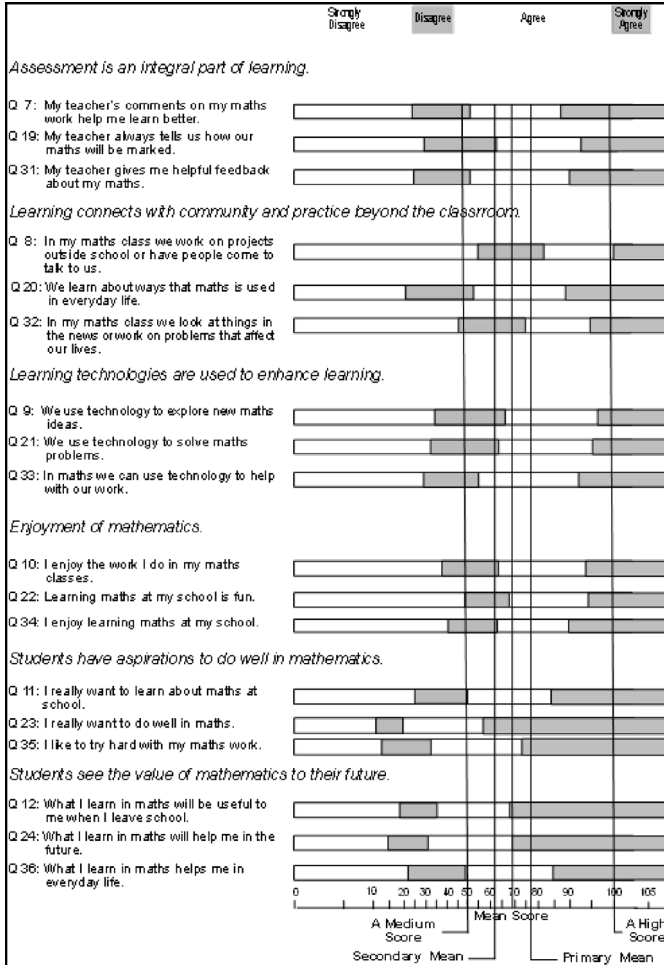 Strongly Disagree Disagree Agree Strongly Agree
Assessment is an integral part of learning.
Q 7: My teacher's comments on my maths
work help me learn better.
Q 19: My teacher always tells us how our
maths will be marked.
Q 31: My teacher gives me helpful feedback
about my maths.
Learning connects with community and practice beyond the classrroom.
Q 8: In my maths class we work on projects
outside school or have people come to
talk to us.
Q 20: We learn about ways that maths is used
in everyday life.
Q 32: In my maths class we look at things in
the news or work on problems that affect
our lives.
Learning technologies are used to enhance learning.
Q 9: We use technology to explore new maths
ideas.
Q 21: We use technology to solve maths
problems.
Q 33: In maths we can use technology to help
with our work.
Enjoyment of mathematics.
Q 10: I enjoy the work I do in my maths
classes.
Q 22: Learning maths at my school is fun.
Q 34: I enjoy learning maths at my school.
Students have aspirations to do well in mathematics.
Q 11: I really want to learn about maths at
school.
Q 23: I really want to do well in maths.
Q 35: I like to try hard with my maths work.
Students see the value of mathematics to their future.
Q 12: What I learn in maths will be useful to
me when I leave school.
Q 24: What I learn in maths will help me in the
future.
Q 36: What I learn in maths helps me in
everyday life.
0 10 20 30 40 50 60 70 80 90 100 105
Mean Score
A Medium Score
A High Score
Secondary Mean
Primary Mean